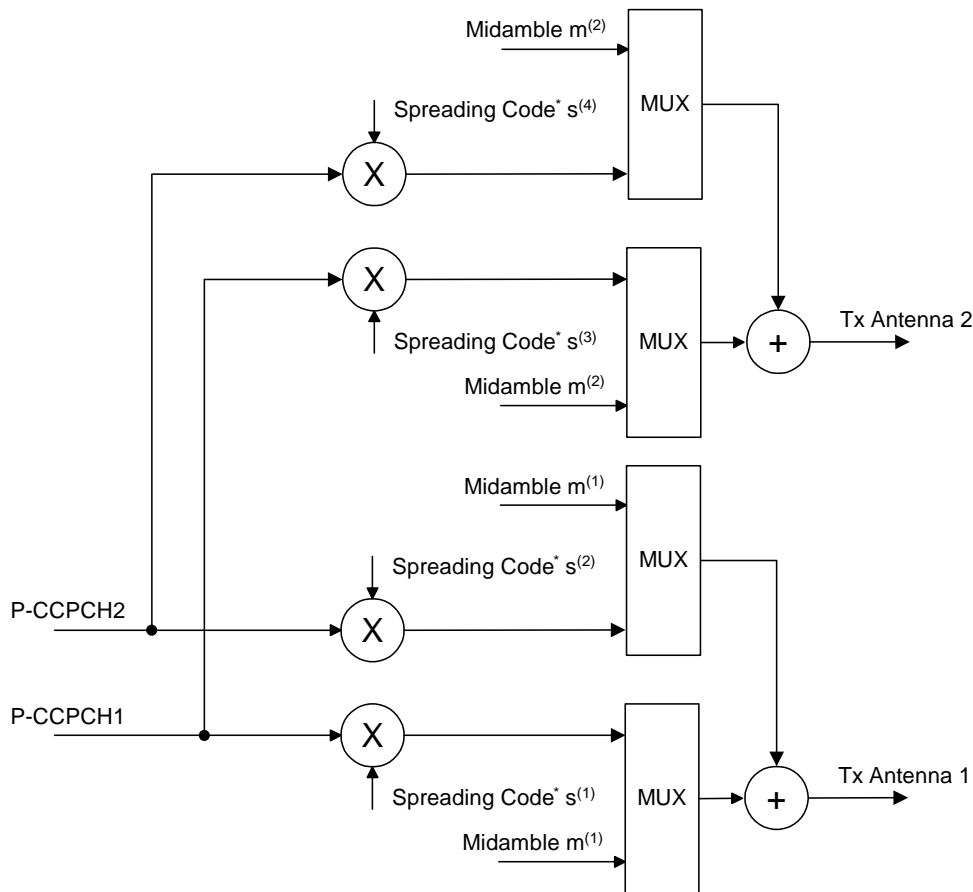 Midamble m(2)
MUX
Spreading Code* s(4)
X
X
Tx Antenna 2
Spreading Code* s(3)
MUX
+
Midamble m(2)
Midamble m(1)
MUX
Spreading Code* s(2)
P-CCPCH2
X
P-CCPCH1
X
Tx Antenna 1
Spreading Code* s(1)
MUX
+
Midamble m(1)